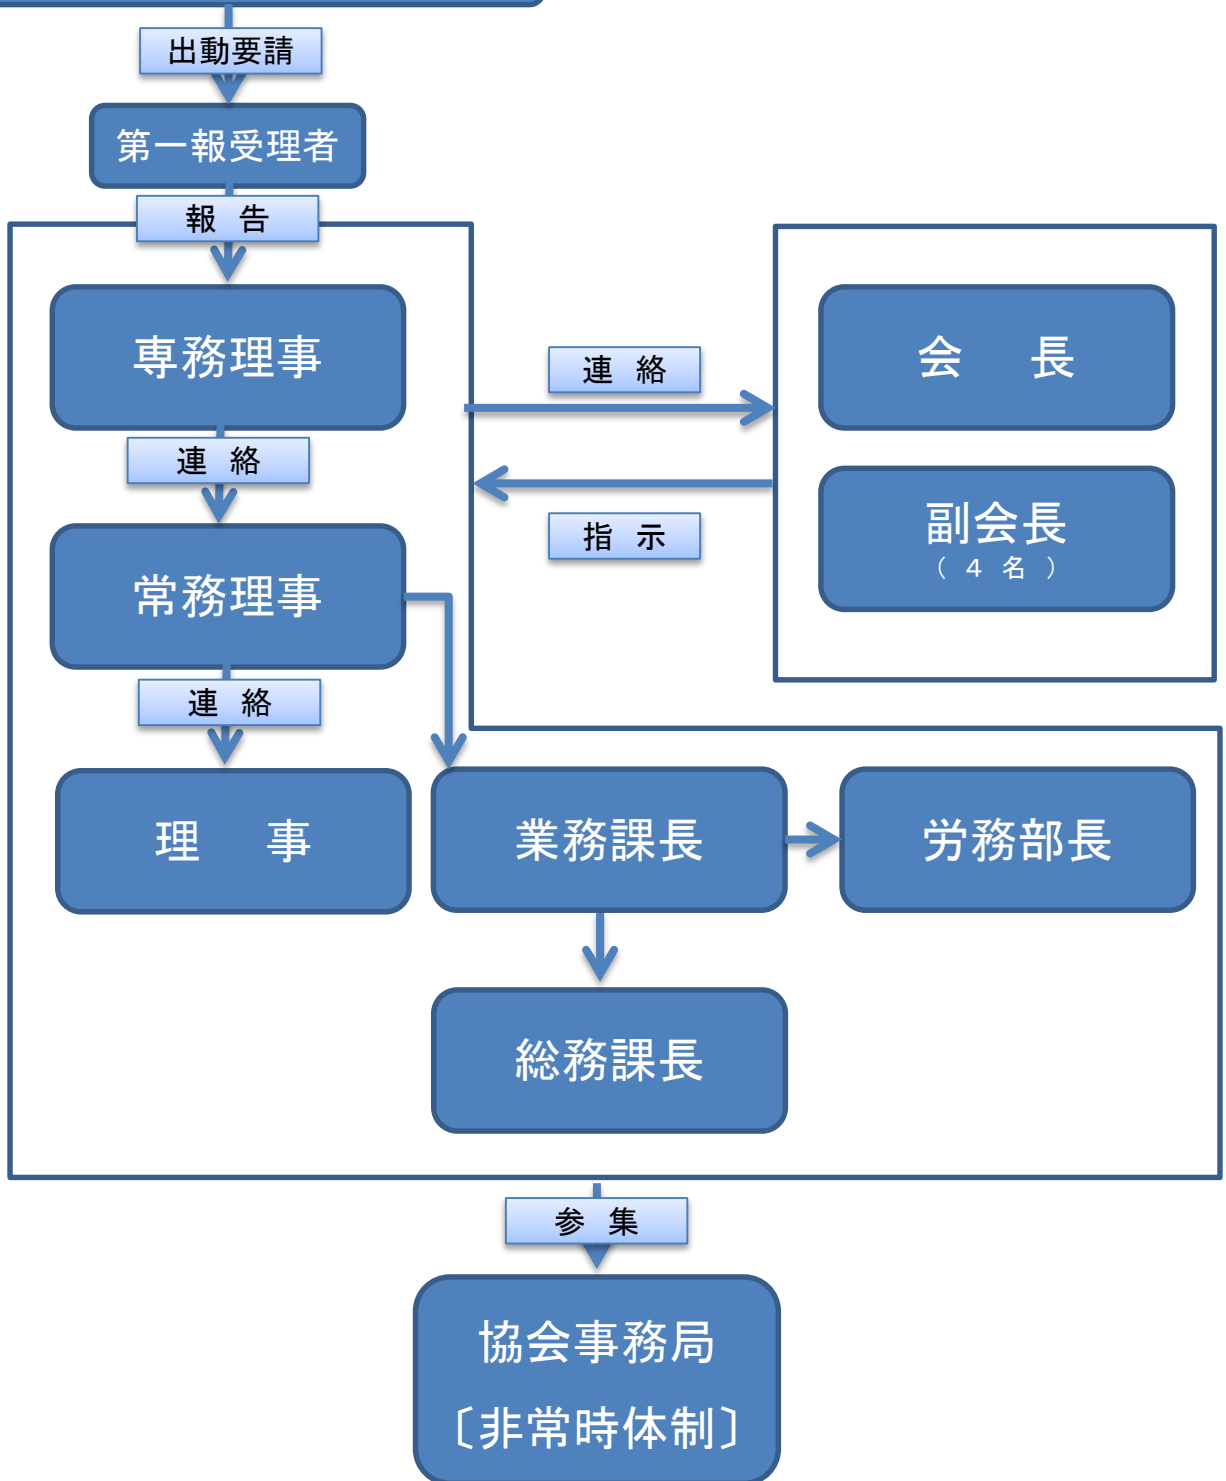 出動要請
第一報受理者
報 告
専務理事
連 絡
会 長
連 絡
副会長
（ ４ 名 ）
指 示
常務理事
連 絡
理 事
業務課長
労務部長
総務課長
参 集
協会事務局
〔非常時体制〕